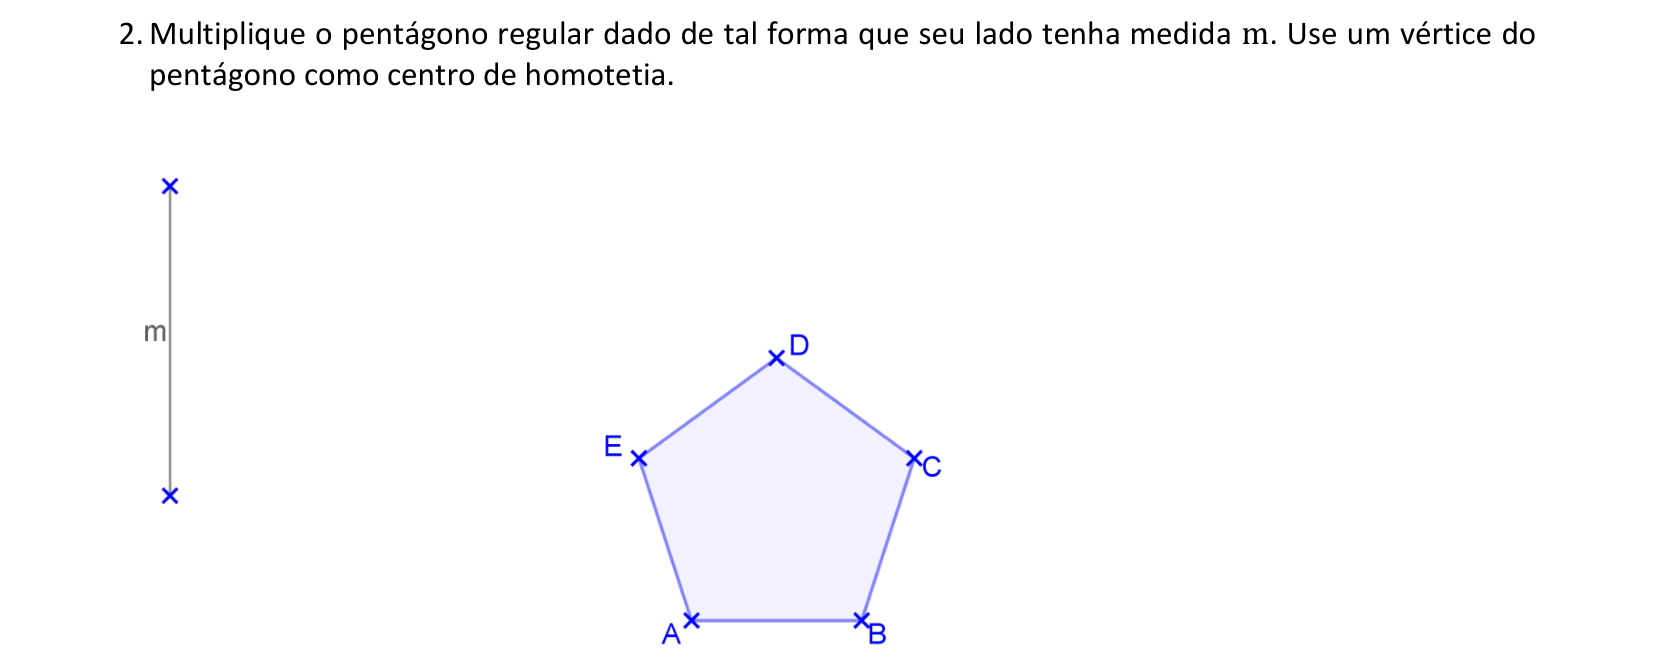 2. Multiplique o pentágono regular dado de tal forma que seu lado tenha medida m. Use um vértice do
pentágono como centro de homotetia.
m
D
E
C
A
B